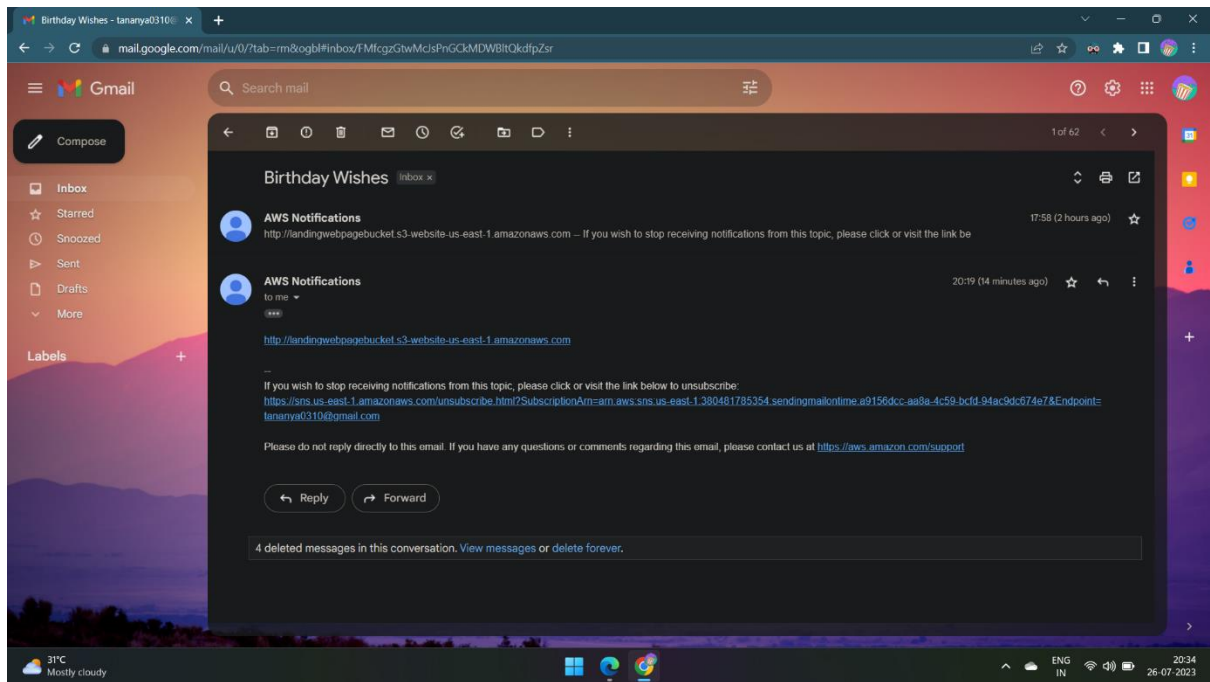 Birthday Wishes - tananya0310@
mail.google.com/mail/u/0/?tab=rm&ogbl#inbox/FMfcgzGtwMcJsPnGCkMDWBltQkdfpZsr
Gmail
Search mail
Compose
1 of 62
Inbox
Starred
Snoozed
Sent
Drafts
More
Labels
Birthday Wishes Inbox ×
AWS Notifications 17:58 (2 hours ago)
http://landingwebpagebucket.s3-website-us-east-1.amazonaws.com -- If you wish to stop receiving notifications from this topic, please click or visit the link be
AWS Notifications 20:19 (14 minutes ago)
to me
http://landingwebpagebucket.s3-website-us-east-1.amazonaws.com
--
If you wish to stop receiving notifications from this topic, please click or visit the link below to unsubscribe:
https://sns.us-east-1.amazonaws.com/unsubscribe.html?SubscriptionArn=arn:aws:sns:us-east-1:380481785354:sendingmailontime:a9156dcc-aa8a-4c59-bcfd-94ac9dc674e7&Endpoint=
tananya0310@gmail.com
Please do not reply directly to this email. If you have any questions or comments regarding this email, please contact us at https://aws.amazon.com/support
Reply Forward
4 deleted messages in this conversation. View messages or delete forever.
31°C
Mostly cloudy
ENG
IN
20:34
26-07-2023